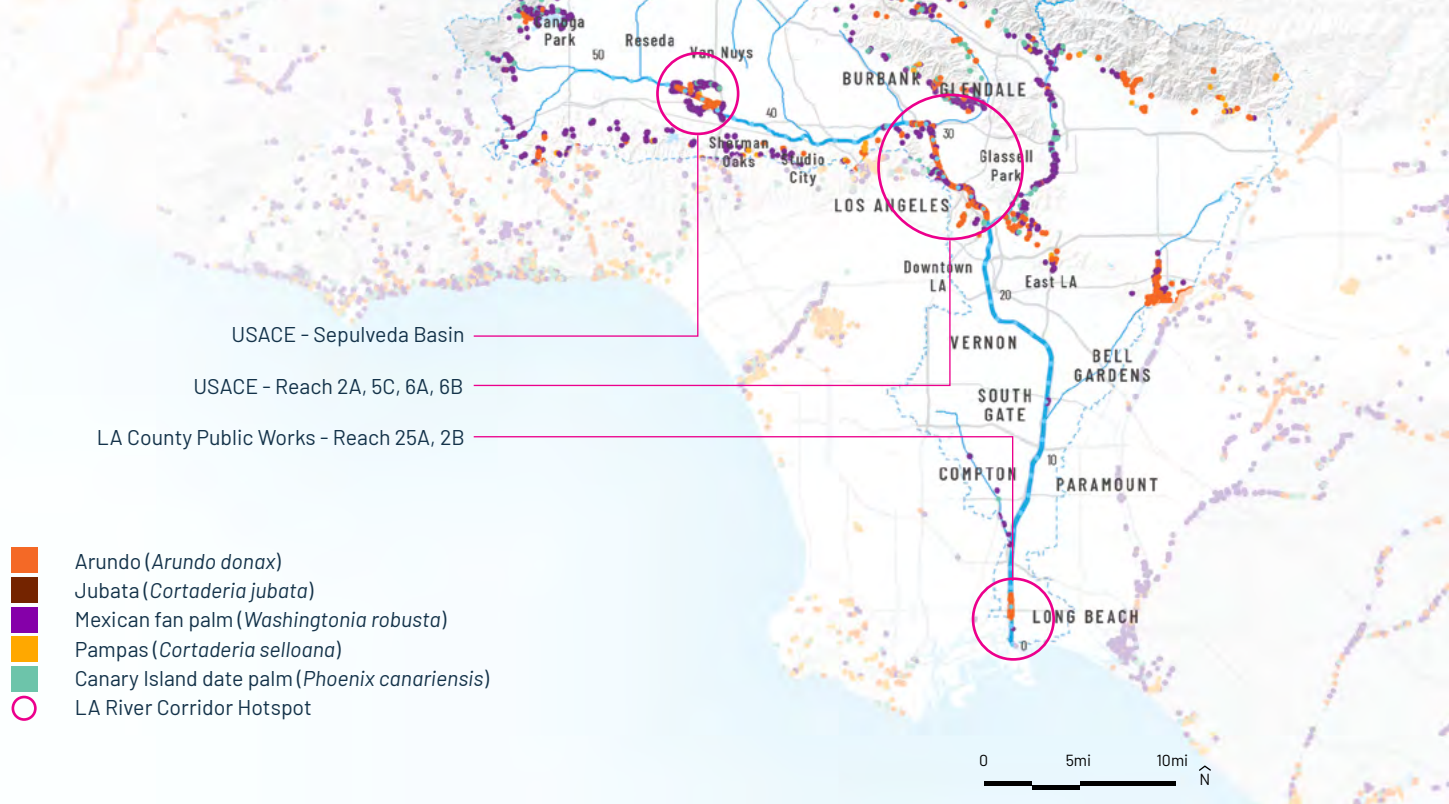 Canoga
Park
Reseda
Van Nuys
50
BURBANK
GLENDALE
40
30
Sherman
Oaks
Studio
City
Glassell
Park
LOS ANGELES
Downtown
LA
East LA
20
USACE - Sepulveda Basin
VERNON
BELL
GARDENS
USACE - Reach 2A, 5C, 6A, 6B
SOUTH
GATE
LA County Public Works - Reach 25A, 2B
10
COMPTON
PARAMOUNT
Arundo (Arundo donax)
Jubata (Cortaderia jubata)
Mexican fan palm (Washingtonia robusta)
LONG BEACH
0
Pampas (Cortaderia selloana)
Canary Island date palm (Phoenix canariensis)
LA River Corridor Hotspot
0 5mi 10mi
N